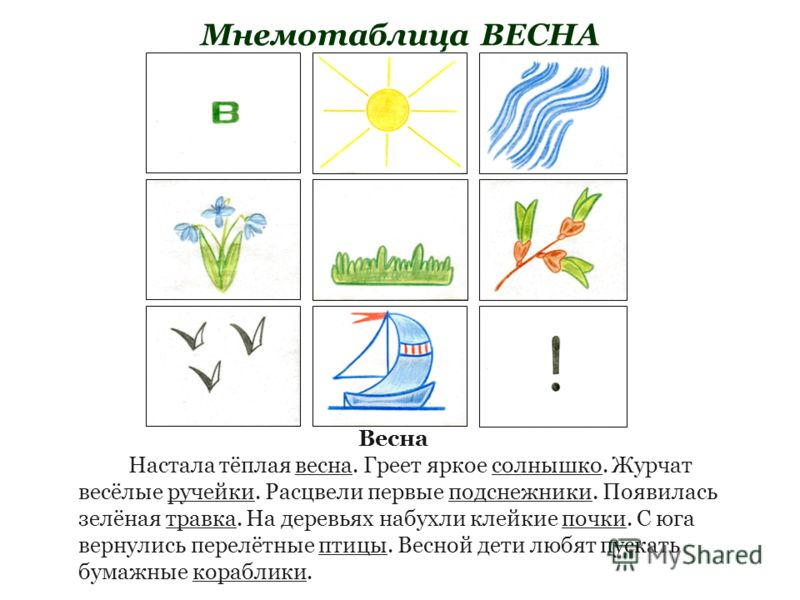 Мнемотаблица ВЕСНА
В
!
Весна
Настала тёплая весна. Греет яркое солнышко. Журчат
весёлые ручейки. Расцвели первые подснежники. Появилась
зелёная травка. На деревьях набухли клейкие почки. С юга
вернулись перелётные птицы. Весной дети любят пускать
бумажные кораблики.
MyShared